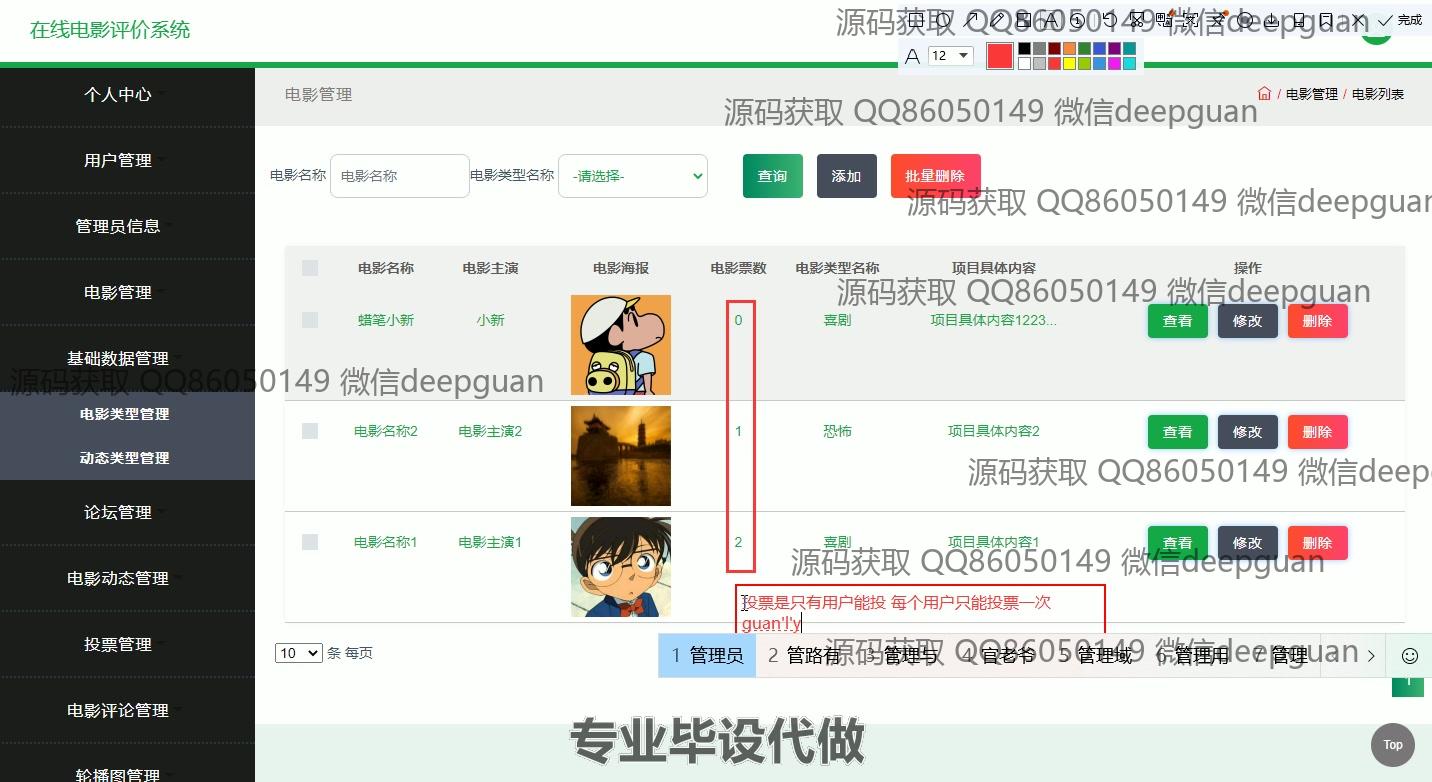 在线电影评价系统
源码获取 QQ86050149 微信deepguan
完成
A 12
个人中心
用户管理
管理员信息
电影管理
基础数据管理
电影类型管理
动态类型管理
论坛管理
电影动态管理
投票管理
电影评论管理
轮播图管理
电影管理
/ 电影管理 / 电影列表
源码获取 QQ86050149 微信deepguan
电影名称 电影名称 电影类型名称 -请选择- 查询 添加 批量删除
源码获取 QQ86050149 微信deepguan
电影名称 电影主演 电影海报 电影票数 电影类型名称 项目具体内容 操作
源码获取 QQ86050149 微信deepguan
蜡笔小新 小新 0 喜剧 项目具体内容1223... 查看 修改 删除
源码获取 QQ86050149 微信deepguan
电影名称2 电影主演2 1 恐怖 项目具体内容2 查看 修改 删除
源码获取 QQ86050149 微信deep
电影名称1 电影主演1 2 喜剧 项目具体内容1 查看 修改 删除
源码获取 QQ86050149 微信deepguan
投票是只有用户能投 每个用户只能投票一次
guan'l'y
10 条 每页
1 管理员 2 管路有 3 管理与 4 官老爷 5 管理域 6 管理用 7 管理
源码获取 QQ86050149 微信deepguan
专业毕设代做
Top